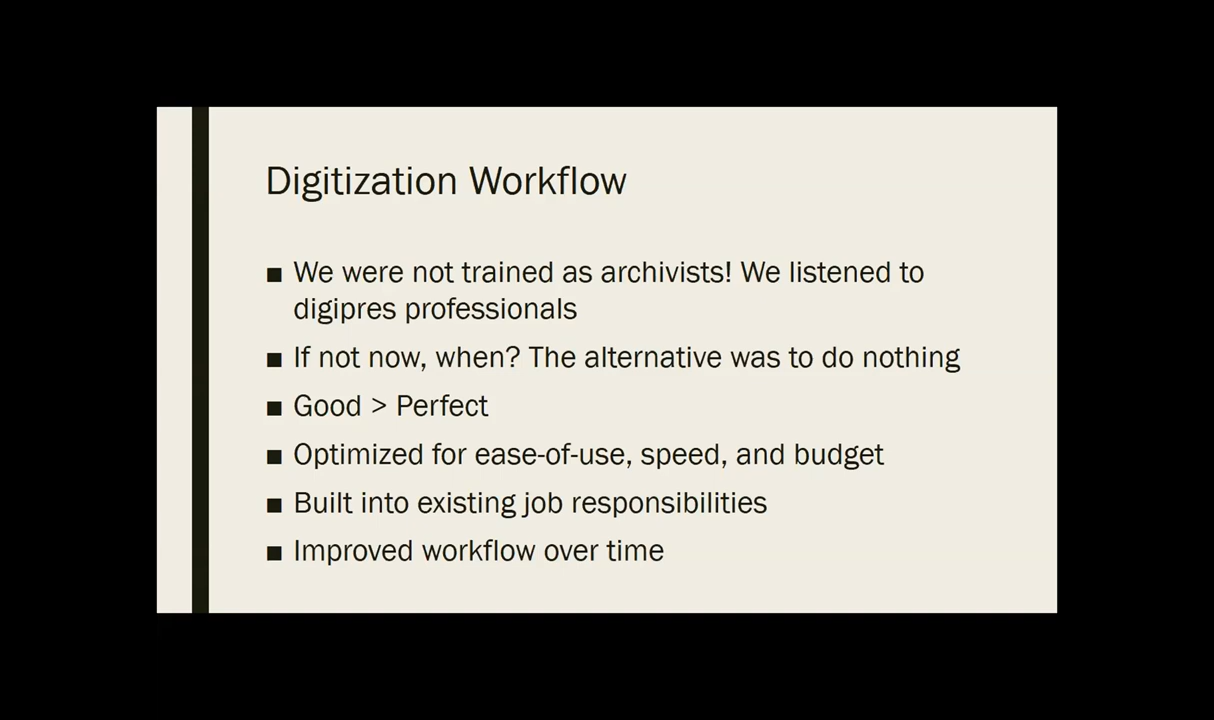 Digitization Workflow
■ We were not trained as archivists! We listened to
digipres professionals
■ If not now, when? The alternative was to do nothing
■ Good > Perfect
■ Optimized for ease-of-use, speed, and budget
■ Built into existing job responsibilities
■ Improved workflow over time